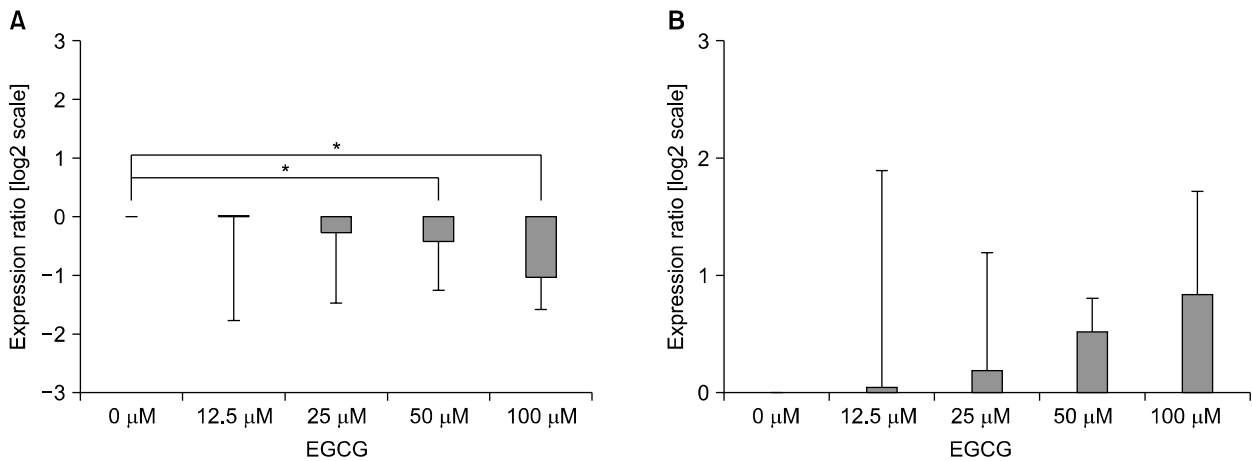 A
Expression ratio [log2 scale]
3
2
1
0
−1
−2
−3
*
*
0 μM 12.5 μM 25 μM 50 μM 100 μM
EGCG
B
Expression ratio [log2 scale]
3
2
1
0
0 μM 12.5 μM 25 μM 50 μM 100 μM
EGCG